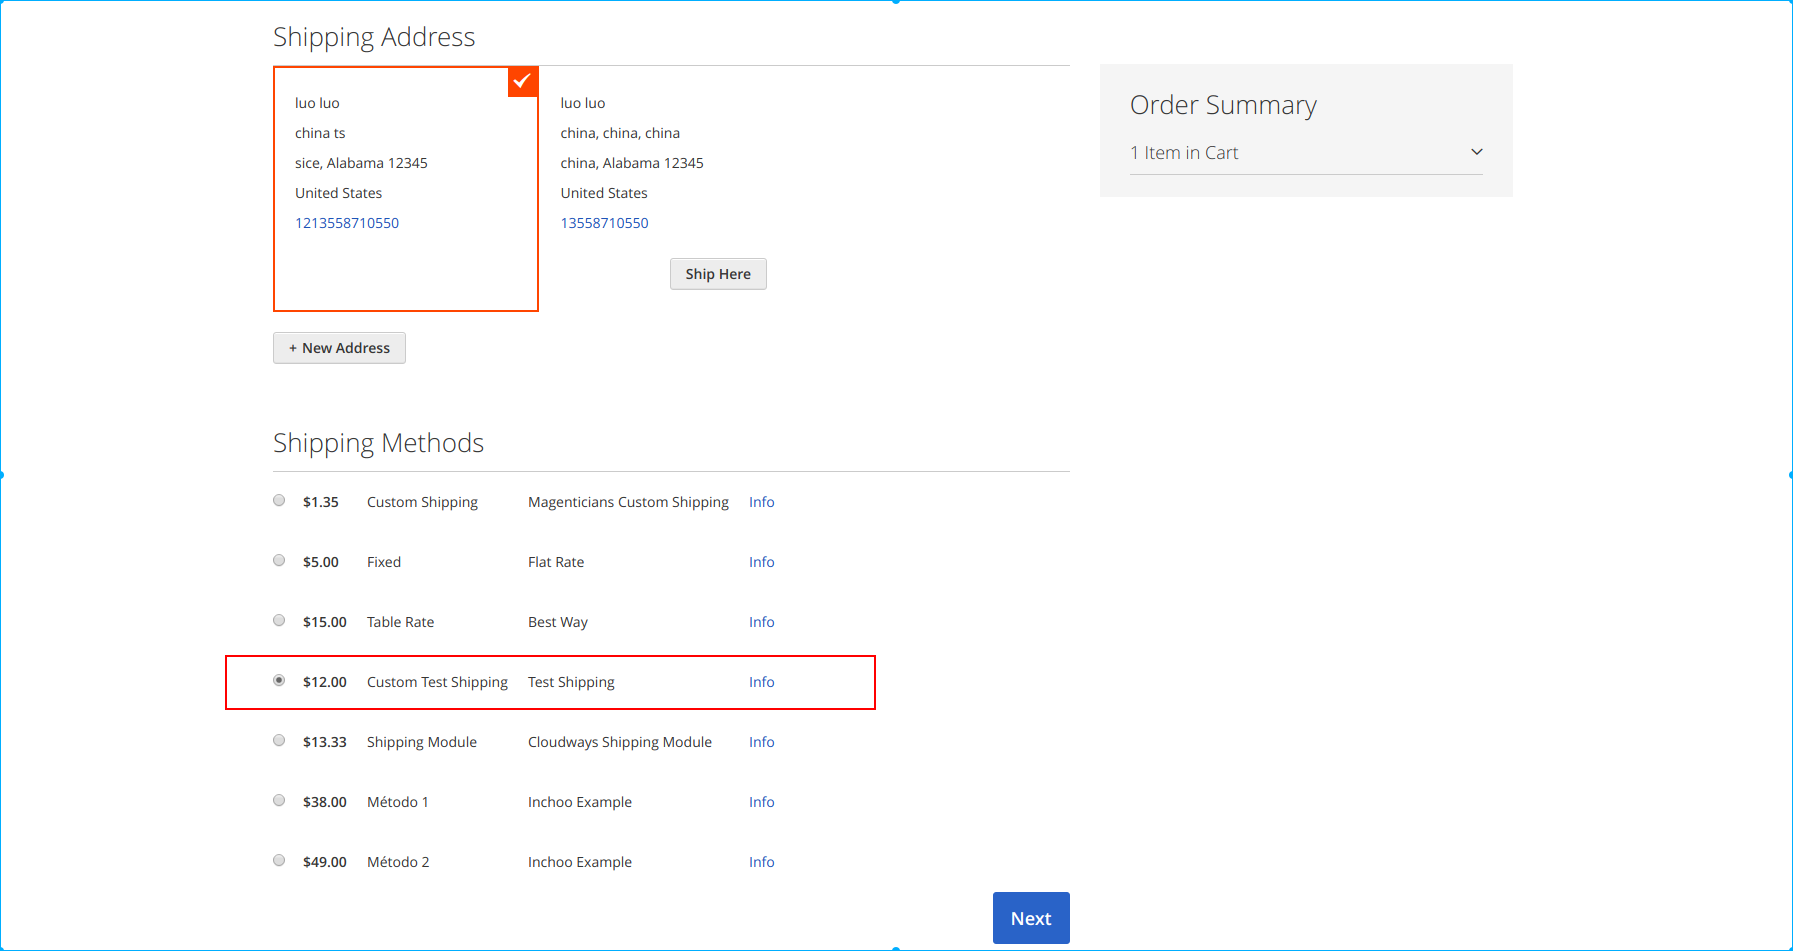 Shipping Address
luo luo
china ts
sice, Alabama 12345
United States
1213558710550
luo luo
china, china, china
china, Alabama 12345
United States
13558710550
Ship Here
+ New Address
Order Summary
1 Item in Cart
Shipping Methods
$1.35 Custom Shipping Magenticians Custom Shipping Info
$5.00 Fixed Flat Rate Info
$15.00 Table Rate Best Way Info
$12.00 Custom Test Shipping Test Shipping Info
$13.33 Shipping Module Cloudways Shipping Module Info
$38.00 Método 1 Inchoo Example Info
$49.00 Método 2 Inchoo Example Info
Next